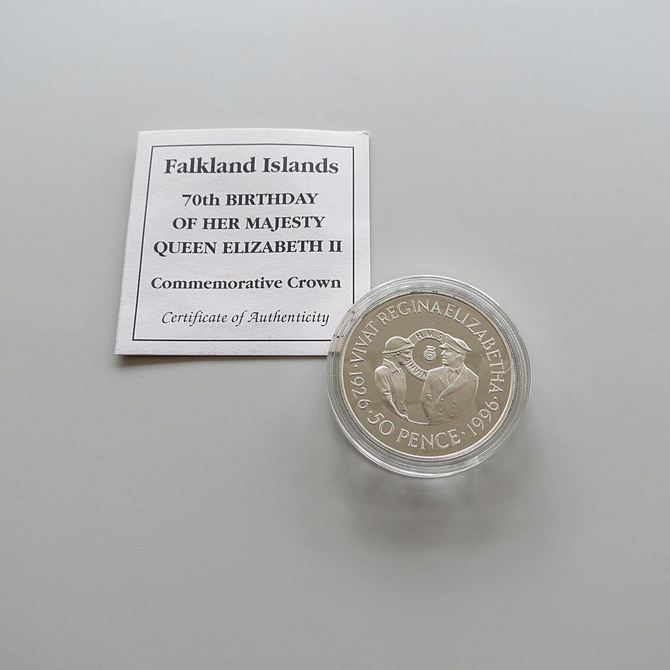 Falkland Islands
70th BIRTHDAY
OF HER MAJESTY
QUEEN ELIZABETH II
Commemorative Crown
Certificate of Authenticity
·VIVAT REGINA ELIZABETHA·
1926·50 PENCE·1996
H.M.S